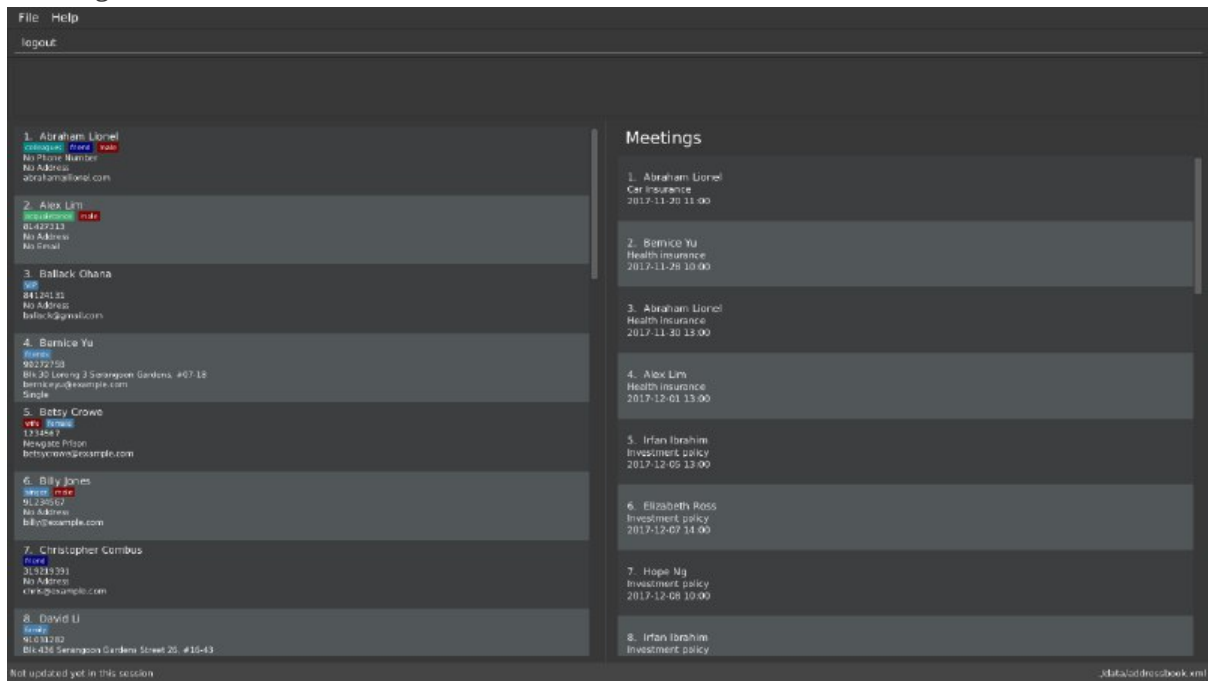 File Help
logout
1. Abraham Lionel
colleagues friend male
No Phone Number
No Address
abraham@lionel.com
2. Alex Lim
acquaintance male
81427313
No Address
No Email
3. Ballack Ohana
VIP
84124131
No Address
ballack@gmail.com
4. Bernice Yu
friends
Blk 30 Lorong 3 Serangoon Gardens, #07-18
berniceyu@example.com
Single
5. Betsy Crowe
wife female
1234567
Newgate Prison
betsycrowe@example.com
6. Billy Jones
male
91234567
No Address
billy@example.com
7. Christopher Combus
friend
319219391
No Address
chris@example.com
8. David Li
family
91031282
Blk 436 Serangoon Gardens Street 26, #16-43
Meetings
1. Abraham Lionel
Car Insurance
2017-11-20 11:00
2. Bernice Yu
Health insurance
2017-11-28 10:00
3. Abraham Lionel
Health Insurance
2017-11-30 13:00
4. Alex Lim
Health insurance
2017-12-01 13:00
5. Irfan Ibrahim
Investment policy
2017-12-05 13:00
6. Elizabeth Ross
Investment policy
2017-12-07 14:00
7. Hope Ng
Investment policy
2017-12-08 10:00
8. Irfan Ibrahim
Investment policy
Not updated yet in this session
./data/addressbook.xml